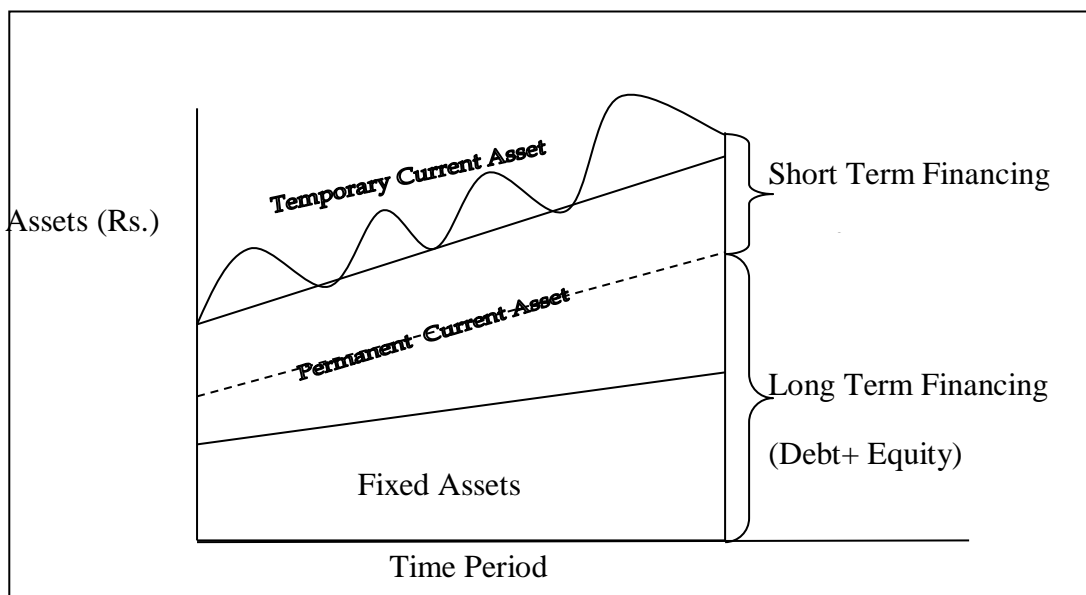 Temporary Current Asset
Short Term Financing
Assets (Rs.)
Permanent Current Asset
Long Term Financing
(Debt+ Equity)
Fixed Assets
Time Period